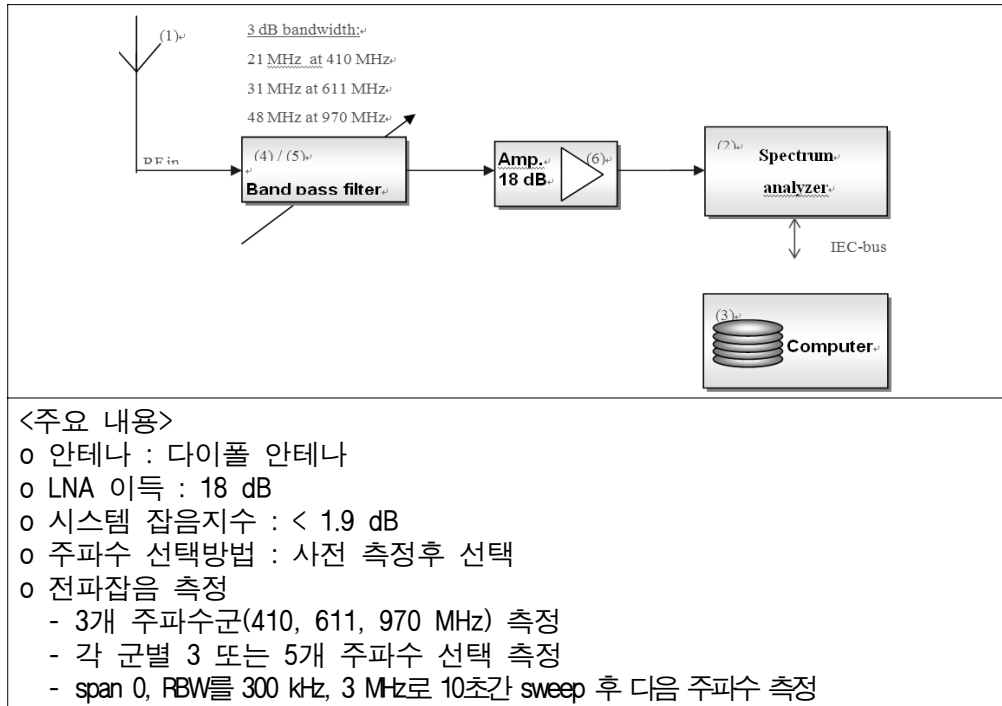 (1)
3 dB bandwidth:
21 MHz at 410 MHz
31 MHz at 611 MHz
48 MHz at 970 MHz
RF in
(4) / (5)
Band pass filter
Amp.
18 dB
(6)
(2)
Spectrum
analyzer
IEC-bus
(3)
Computer
<주요 내용>
o 안테나 : 다이폴 안테나
o LNA 이득 : 18 dB
o 시스템 잡음지수 : < 1.9 dB
o 주파수 선택방법 : 사전 측정후 선택
o 전파잡음 측정
- 3개 주파수군(410, 611, 970 MHz) 측정
- 각 군별 3 또는 5개 주파수 선택 측정
- span 0, RBW를 300 kHz, 3 MHz로 10초간 sweep 후 다음 주파수 측정